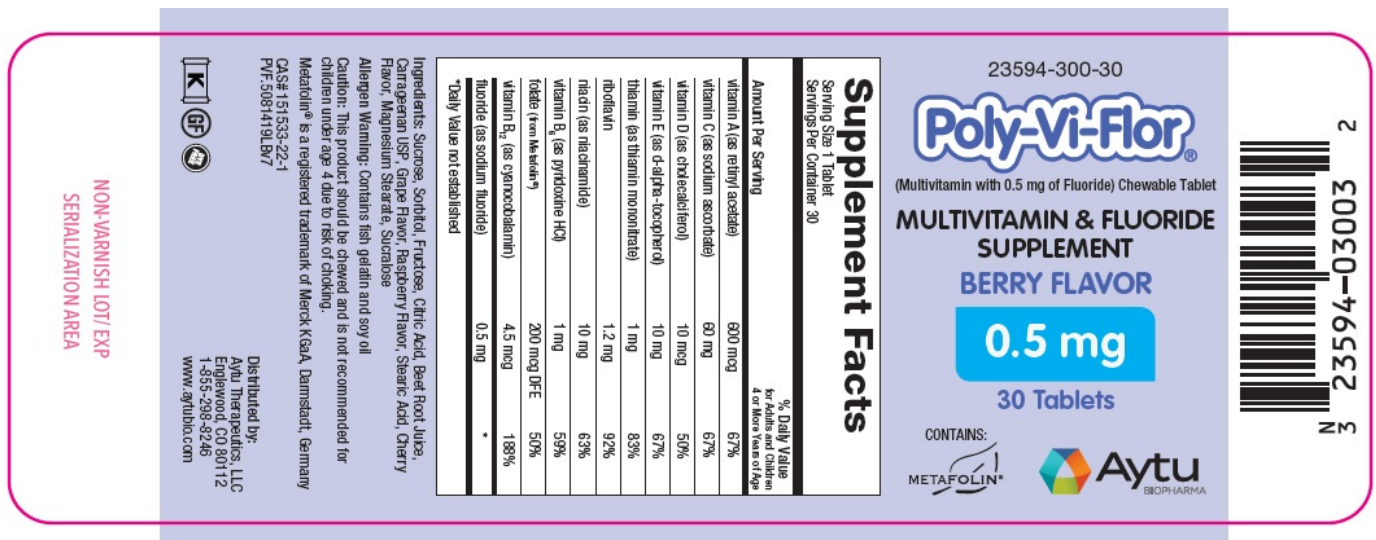 23594-300-30
Poly-Vi-Flor®
(Multivitamin with 0.5 mg of Fluoride) Chewable Tablet
MULTIVITAMIN & FLUORIDE
SUPPLEMENT
BERRY FLAVOR
0.5 mg
30 Tablets
CONTAINS:
METAFOLIN®
Aytu
BIOPHARMA
N
3 23594-03003 2
Supplement Facts
Serving Size 1 Tablet
Servings Per Container 30
Amount Per Serving
% Daily Value
for Adults and Children
4 or More Years of Age
vitamin A (as retinyl acetate) 600 mcg 67%
vitamin C (as sodium ascorbate) 60 mg 67%
vitamin D (as cholecalciferol) 10 mcg 50%
vitamin E (as d-alpha-tocopherol) 10 mg 67%
thiamin (as thiamin mononitrate) 1 mg 83%
riboflavin 1.2 mg 92%
niacin (as niacinamide) 10 mg 63%
vitamin B6 (as pyridoxine HCl) 1 mg 59%
folate (from Metafolin®) 200 mcg DFE 50%
vitamin B12 (as cyanocobalamin) 4.5 mcg 188%
fluoride (as sodium fluoride) 0.5 mg *
*Daily Value not established
Ingredients: Sucrose, Sorbitol, Fructose, Citric Acid, Beet Root Juice,
Carrageenan USP, Grape Flavor, Raspberry Flavor, Stearic Acid, Cherry
Flavor, Magnesium Stearate, Sucralose
Allergen Warning: Contains fish gelatin and soy oil
Caution: This product should be chewed and is not recommended for
children under age 4 due to risk of choking.
Metafolin® is a registered trademark of Merck KGaA, Darmstadt, Germany
CAS# 151533-22-1
PVF.5081419LBv7
K
GF
Distributed by:
Aytu Therapeutics, LLC
Englewood, CO 80112
1-855-298-8246
www.aytubio.com
NON-VARNISH LOT/ EXP
SERIALIZATION AREA